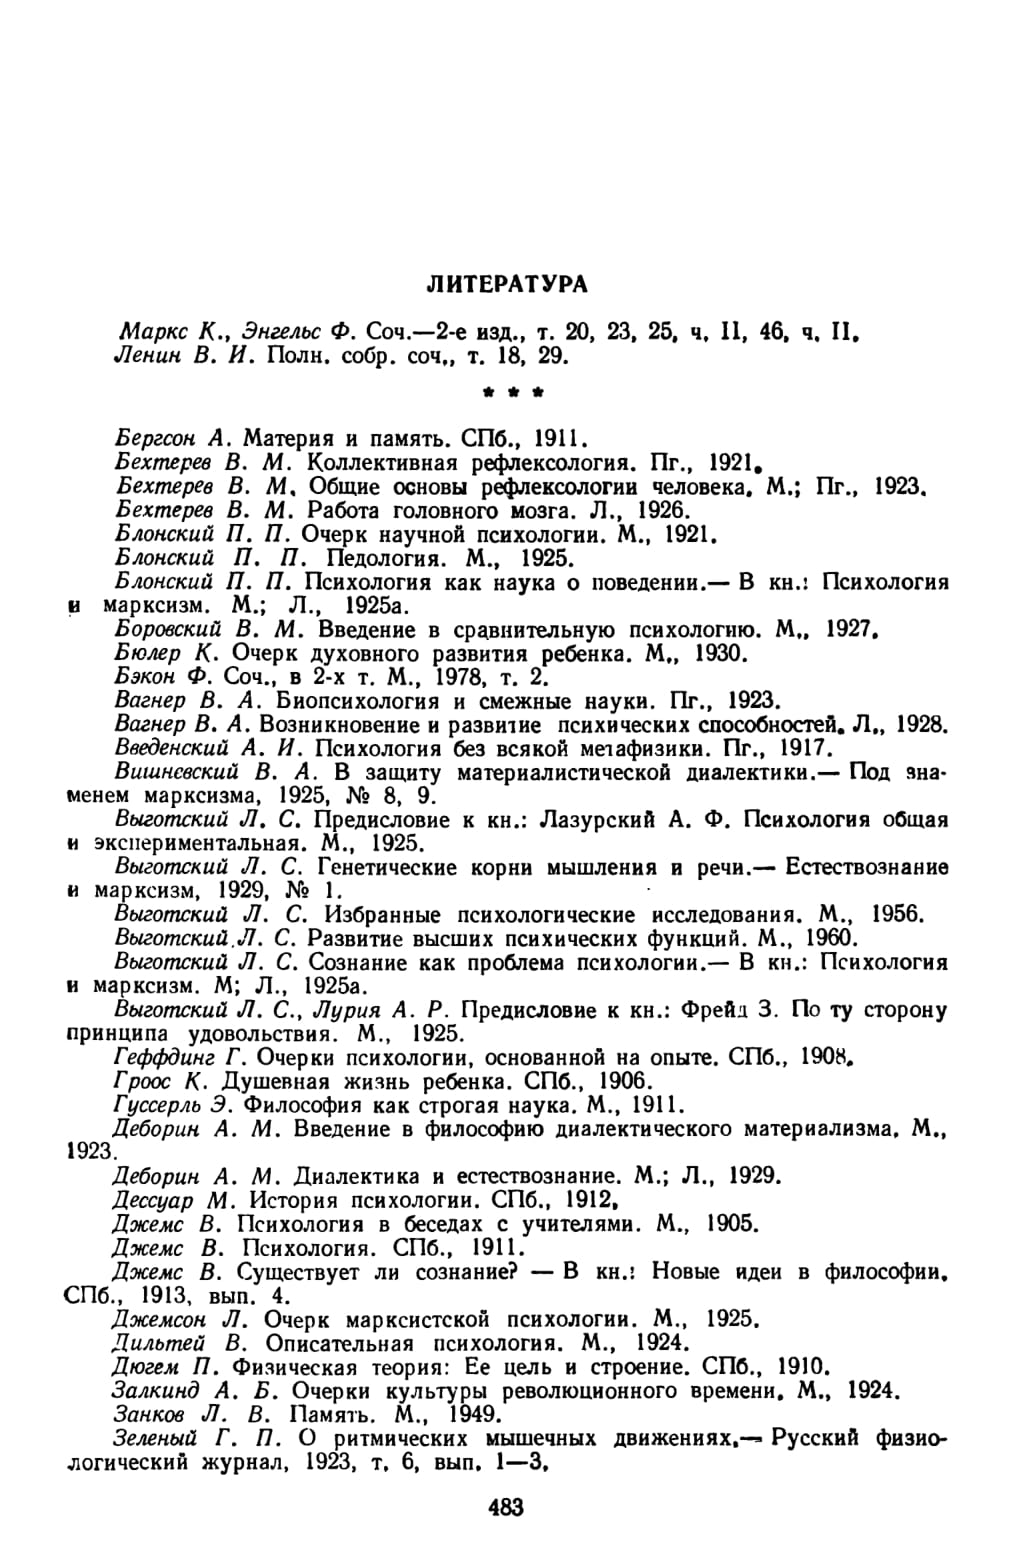 ЛИТЕРАТУРА
Маркс К., Энгельс Ф. Соч.—2-е изд., т. 20, 23, 25, ч. II, 46, ч. II.
Ленин В. И. Полн. собр. соч., т. 18, 29.
* * *
Бергсон А. Материя и память. СПб., 1911.
Бехтерев В. М. Коллективная рефлексология. Пг., 1921.
Бехтерев В. М. Общие основы рефлексологии человека. М.; Пг., 1923.
Бехтерев В. М. Работа головного мозга. Л., 1926.
Блонский П. П. Очерк научной психологии. М., 1921.
Блонский П. П. Педология. М., 1925.
Блонский П. П. Психология как наука о поведении.— В кн.: Психология
и марксизм. М.; Л., 1925а.
Боровский В. М. Введение в сравнительную психологию. М., 1927.
Бюлер К. Очерк духовного развития ребенка. М., 1930.
Бэкон Ф. Соч., в 2-х т. М., 1978, т. 2.
Вагнер В. А. Биопсихология и смежные науки. Пг., 1923.
Вагнер В. А. Возникновение и развитие психических способностей. Л., 1928.
Введенский А. И. Психология без всякой метафизики. Пг., 1917.
Вишневский В. А. В защиту материалистической диалектики.— Под зна-
менем марксизма, 1925, № 8, 9.
Выготский Л. С. Предисловие к кн.: Лазурский А. Ф. Психология общая
и экспериментальная. М., 1925.
Выготский Л. С. Генетические корни мышления и речи.— Естествознание
и марксизм, 1929, № 1.
Выготский Л. С. Избранные психологические исследования. М., 1956.
Выготский Л. С. Развитие высших психических функций. М., 1960.
Выготский Л. С. Сознание как проблема психологии.— В кн.: Психология
и марксизм. М; Л., 1925а.
Выготский Л. С., Лурия А. Р. Предисловие к кн.: Фрейд З. По ту сторону
принципа удовольствия. М., 1925.
Геффдинг Г. Очерки психологии, основанной на опыте. СПб., 1908.
Гроос К. Душевная жизнь ребенка. СПб., 1906.
Гуссерль Э. Философия как строгая наука. М., 1911.
Деборин А. М. Введение в философию диалектического материализма. М.,
1923.
Деборин А. М. Диалектика и естествознание. М.; Л., 1929.
Дессуар М. История психологии. СПб., 1912.
Джемс В. Психология в беседах с учителями. М., 1905.
Джемс В. Психология. СПб., 1911.
Джемс В. Существует ли сознание? — В кн.: Новые идеи в философии.
СПб., 1913, вып. 4.
Джемсон Л. Очерк марксистской психологии. М., 1925.
Дильтей В. Описательная психология. М., 1924.
Дюгем П. Физическая теория: Ее цель и строение. СПб., 1910.
Залкинд А. Б. Очерки культуры революционного времени. М., 1924.
Занков Л. В. Память. М., 1949.
Зеленый Г. П. О ритмических мышечных движениях.— Русский физио-
логический журнал, 1923, т. 6, вып. 1—3.
483